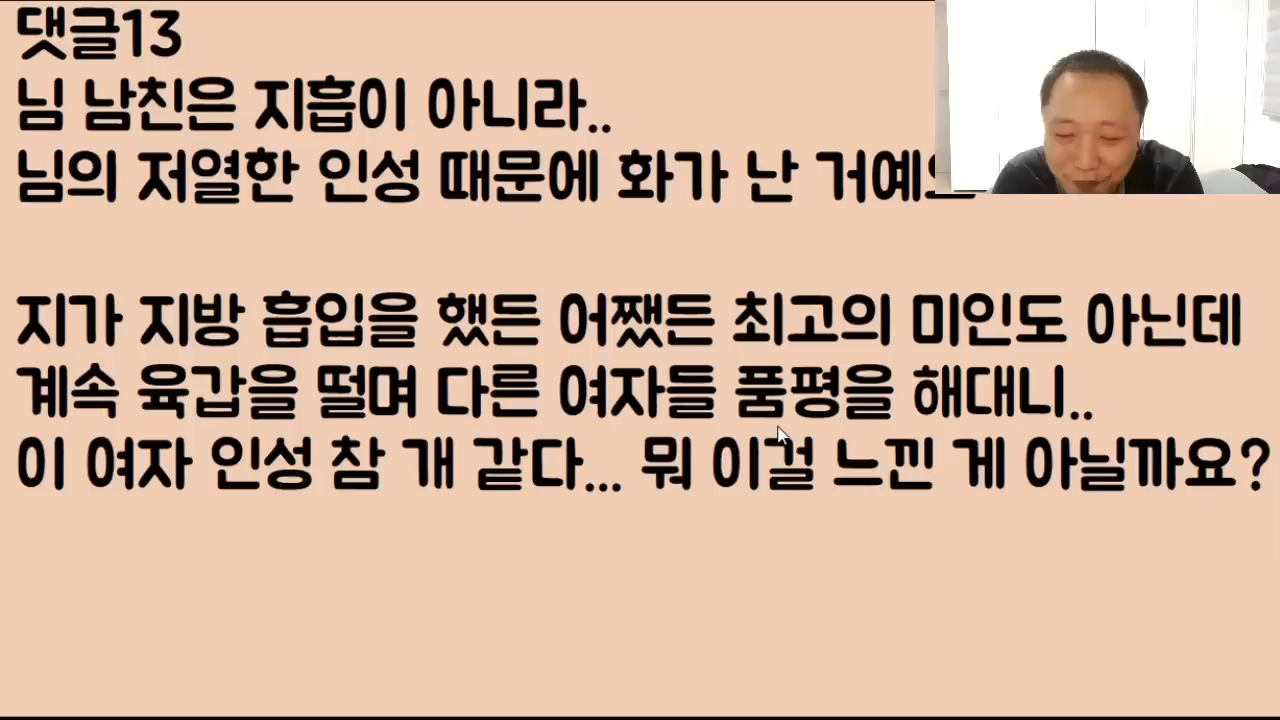 댓글13
님 남친은 지흡이 아니라..
님의 저열한 인성 때문에 화가 난
지가 지방 흡입을 했든 어쨌든 최고의 미인도 아닌데
계속 육갑을 떨며 다른 여자들 품평을 해대니..
이 여자 인성 참 개 같다... 뭐 이걸 느낀 게 아닐까요?